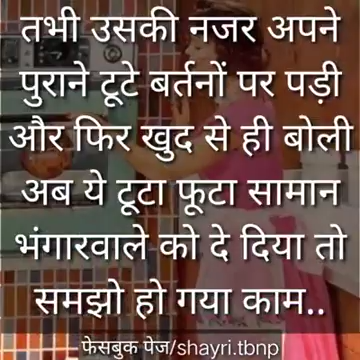 तभी उसकी नजर अपने
पुराने टूटे बर्तनों पर पड़ी
और फिर खुद से ही बोली
अब ये टूटा फूटा सामान
भंगारवाले को दे दिया तो
समझो हो गया काम..
फेसबुक पेज/shayri.tbnp